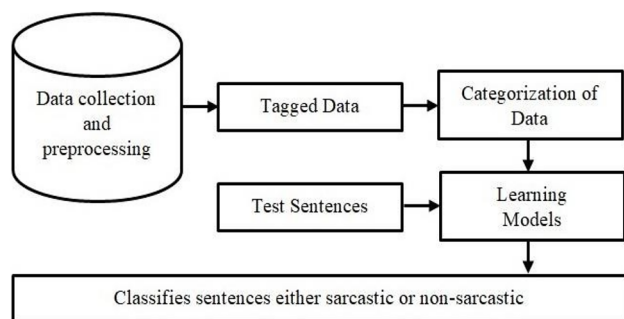 Data collection
and
preprocessing
Tagged Data
Categorization of
Data
Test Sentences
Learning
Models
Classifies sentences either sarcastic or non-sarcastic